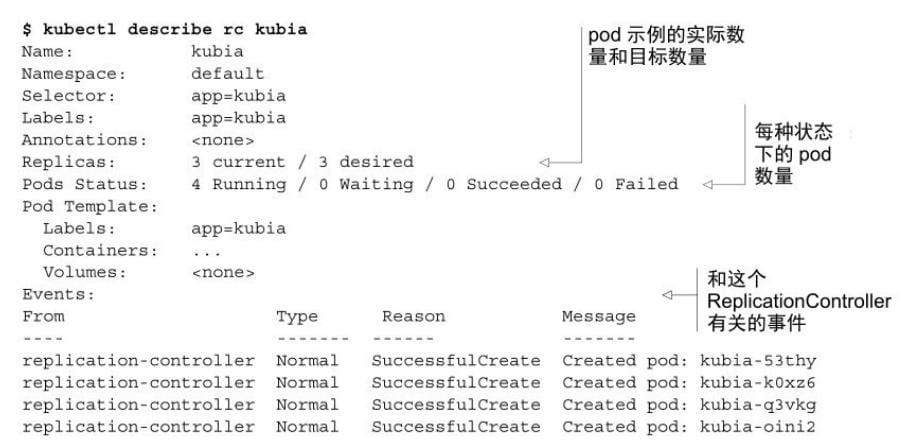 $ kubectl describe rc kubia
Name: kubia
Namespace: default
Selector: app=kubia
Labels: app=kubia
Annotations: <none>
Replicas: 3 current / 3 desired
pod 示例的实际数
量和目标数量
Pods Status: 4 Running / 0 Waiting / 0 Succeeded / 0 Failed
每种状态
下的 pod
数量
Pod Template:
Labels: app=kubia
Containers: ...
Volumes: <none>
Events:
和这个
ReplicationController
有关的事件
From Type Reason Message
---- ------- ------ -------
replication-controller Normal SuccessfulCreate Created pod: kubia-53thy
replication-controller Normal SuccessfulCreate Created pod: kubia-k0xz6
replication-controller Normal SuccessfulCreate Created pod: kubia-q3vkg
replication-controller Normal SuccessfulCreate Created pod: kubia-oini2